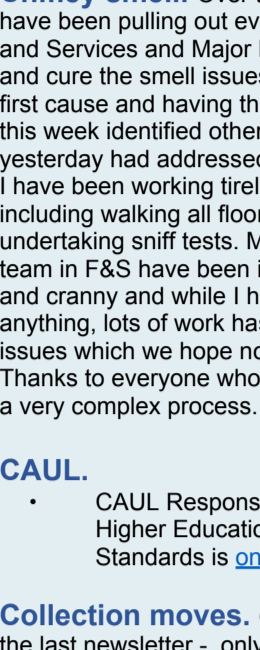 have been pulling out ev
and Services and Major
and cure the smell issues
first cause and having th
this week identified other
yesterday had addressed
I have been working tirel
including walking all floor
undertaking sniff tests. M
team in F&S have been i
and cranny and while I h
anything, lots of work has
issues which we hope no
Thanks to everyone who
a very complex process.
CAUL.
• CAUL Respons
Higher Educatio
Standards is on
Collection moves.
the last newsletter - only